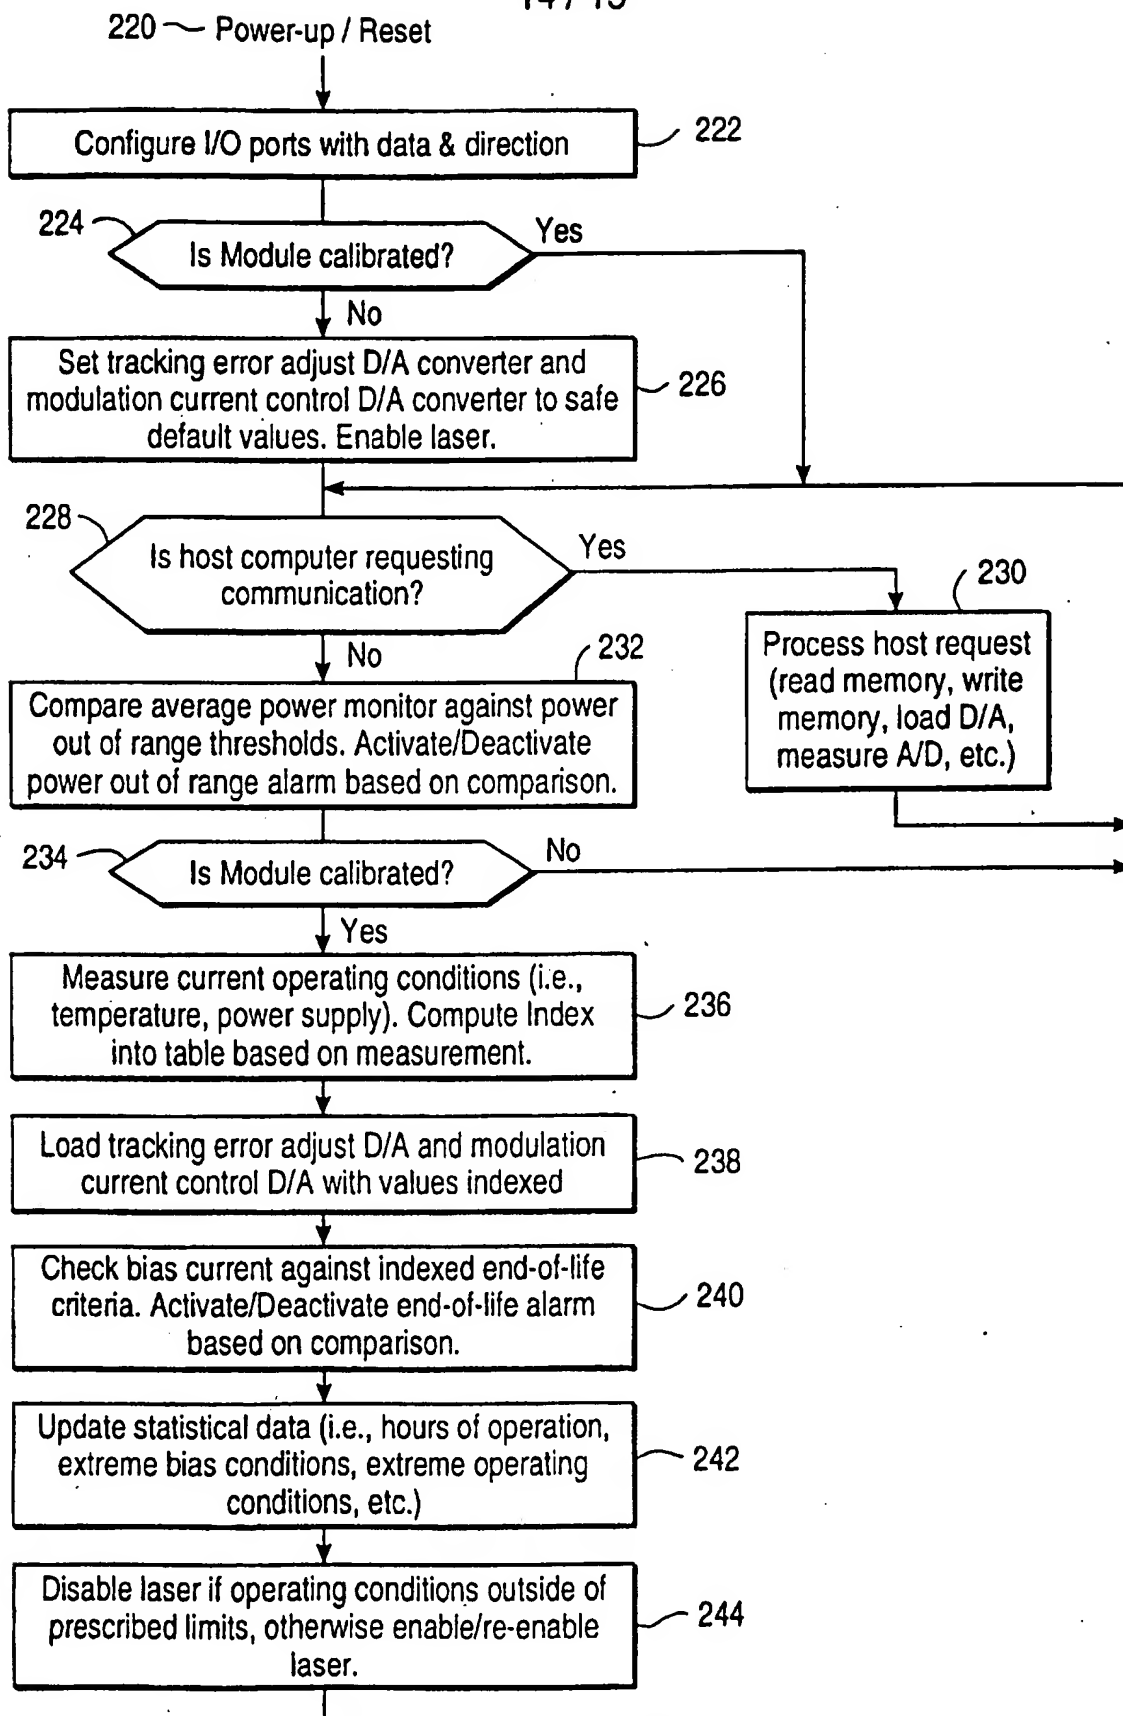 220 Power-up / Reset
Configure I/O ports with data & direction
222
224
Is Module calibrated?
Yes
No
Set tracking error adjust D/A converter and
modulation current control D/A converter to safe
default values. Enable laser.
226
228
Is host computer requesting
communication?
Yes
230
Process host request
(read memory, write
memory, load D/A,
measure A/D, etc.)
No
232
Compare average power monitor against power
out of range thresholds. Activate/Deactivate
power out of range alarm based on comparison.
234
Is Module calibrated?
No
Yes
Measure current operating conditions (i.e.,
temperature, power supply). Compute Index
into table based on measurement.
236
Load tracking error adjust D/A and modulation
current control D/A with values indexed
238
Check bias current against indexed end-of-life
criteria. Activate/Deactivate end-of-life alarm
based on comparison.
240
Update statistical data (i.e., hours of operation,
extreme bias conditions, extreme operating
conditions, etc.)
242
Disable laser if operating conditions outside of
prescribed limits, otherwise enable/re-enable
laser.
244